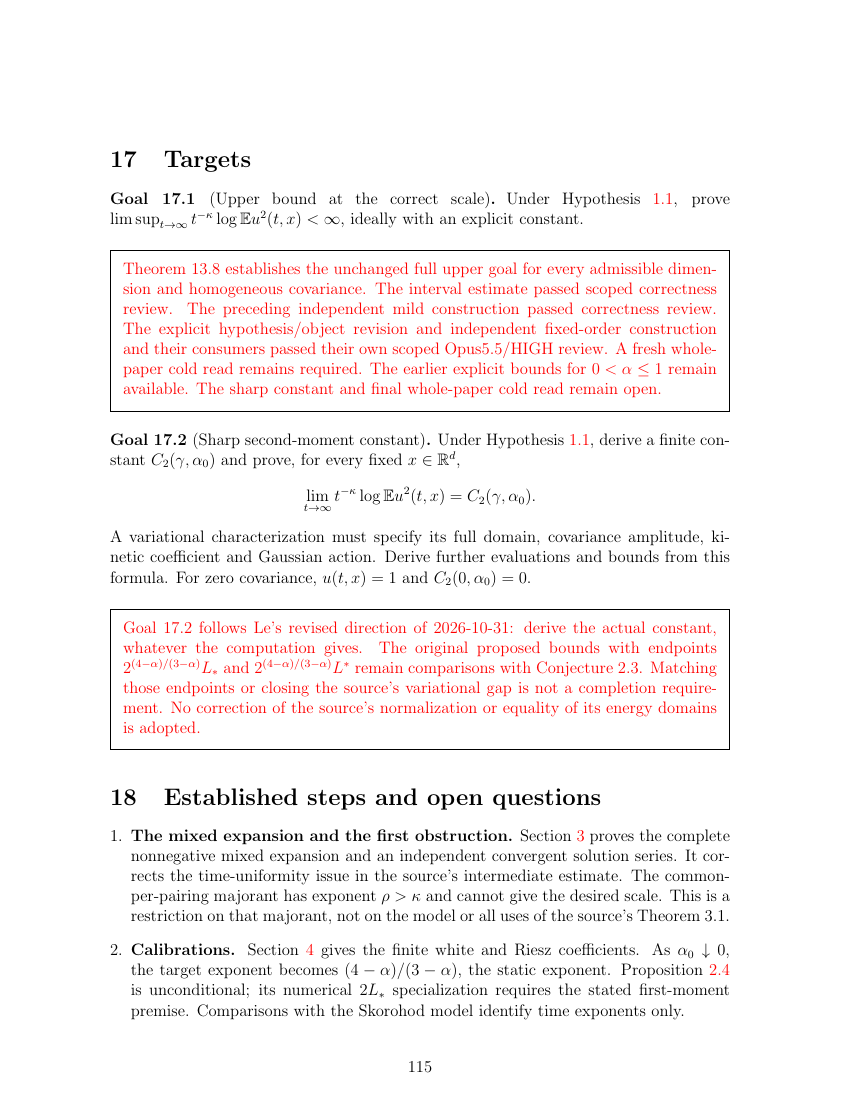 17 Targets
Goal 17.1 (Upper bound at the correct scale). Under Hypothesis 1.1, prove
lim sup_{t→∞} t^{−κ} log 𝔼u²(t, x) < ∞, ideally with an explicit constant.
Theorem 13.8 establishes the unchanged full upper goal for every admissible dimen-
sion and homogeneous covariance. The interval estimate passed scoped correctness
review. The preceding independent mild construction passed correctness review.
The explicit hypothesis/object revision and independent fixed-order construction
and their consumers passed their own scoped Opus5.5/HIGH review. A fresh whole-
paper cold read remains required. The earlier explicit bounds for 0 < α ≤ 1 remain
available. The sharp constant and final whole-paper cold read remain open.
Goal 17.2 (Sharp second-moment constant). Under Hypothesis 1.1, derive a finite con-
stant C₂(γ, α₀) and prove, for every fixed x ∈ ℝ^d,
lim_{t→∞} t^{−κ} log 𝔼u²(t, x) = C₂(γ, α₀).
A variational characterization must specify its full domain, covariance amplitude, ki-
netic coefficient and Gaussian action. Derive further evaluations and bounds from this
formula. For zero covariance, u(t, x) = 1 and C₂(0, α₀) = 0.
Goal 17.2 follows Le's revised direction of 2026-10-31: derive the actual constant,
whatever the computation gives. The original proposed bounds with endpoints
2^{(4−α)/(3−α)}L_* and 2^{(4−α)/(3−α)}L^* remain comparisons with Conjecture 2.3. Matching
those endpoints or closing the source's variational gap is not a completion require-
ment. No correction of the source's normalization or equality of its energy domains
is adopted.
18 Established steps and open questions
1. The mixed expansion and the first obstruction. Section 3 proves the complete
nonnegative mixed expansion and an independent convergent solution series. It cor-
rects the time-uniformity issue in the source's intermediate estimate. The common-
per-pairing majorant has exponent ρ > κ and cannot give the desired scale. This is a
restriction on that majorant, not on the model or all uses of the source's Theorem 3.1.
2. Calibrations. Section 4 gives the finite white and Riesz coefficients. As α₀ ↓ 0,
the target exponent becomes (4 − α)/(3 − α), the static exponent. Proposition 2.4
is unconditional; its numerical 2L_* specialization requires the stated first-moment
premise. Comparisons with the Skorohod model identify time exponents only.
115